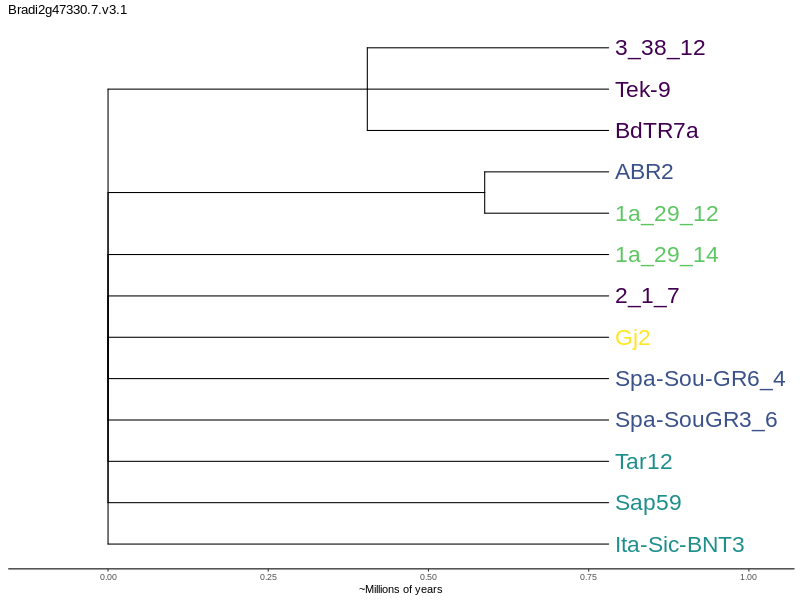 Bradi2g47330.7.v3.1
3_38_12
Tek-9
BdTR7a
ABR2
1a_29_12
1a_29_14
2_1_7
Gj2
Spa-Sou-GR6_4
Spa-SouGR3_6
Tar12
Sap59
Ita-Sic-BNT3
0.00 0.25 0.50 0.75 1.00
~Millions of years